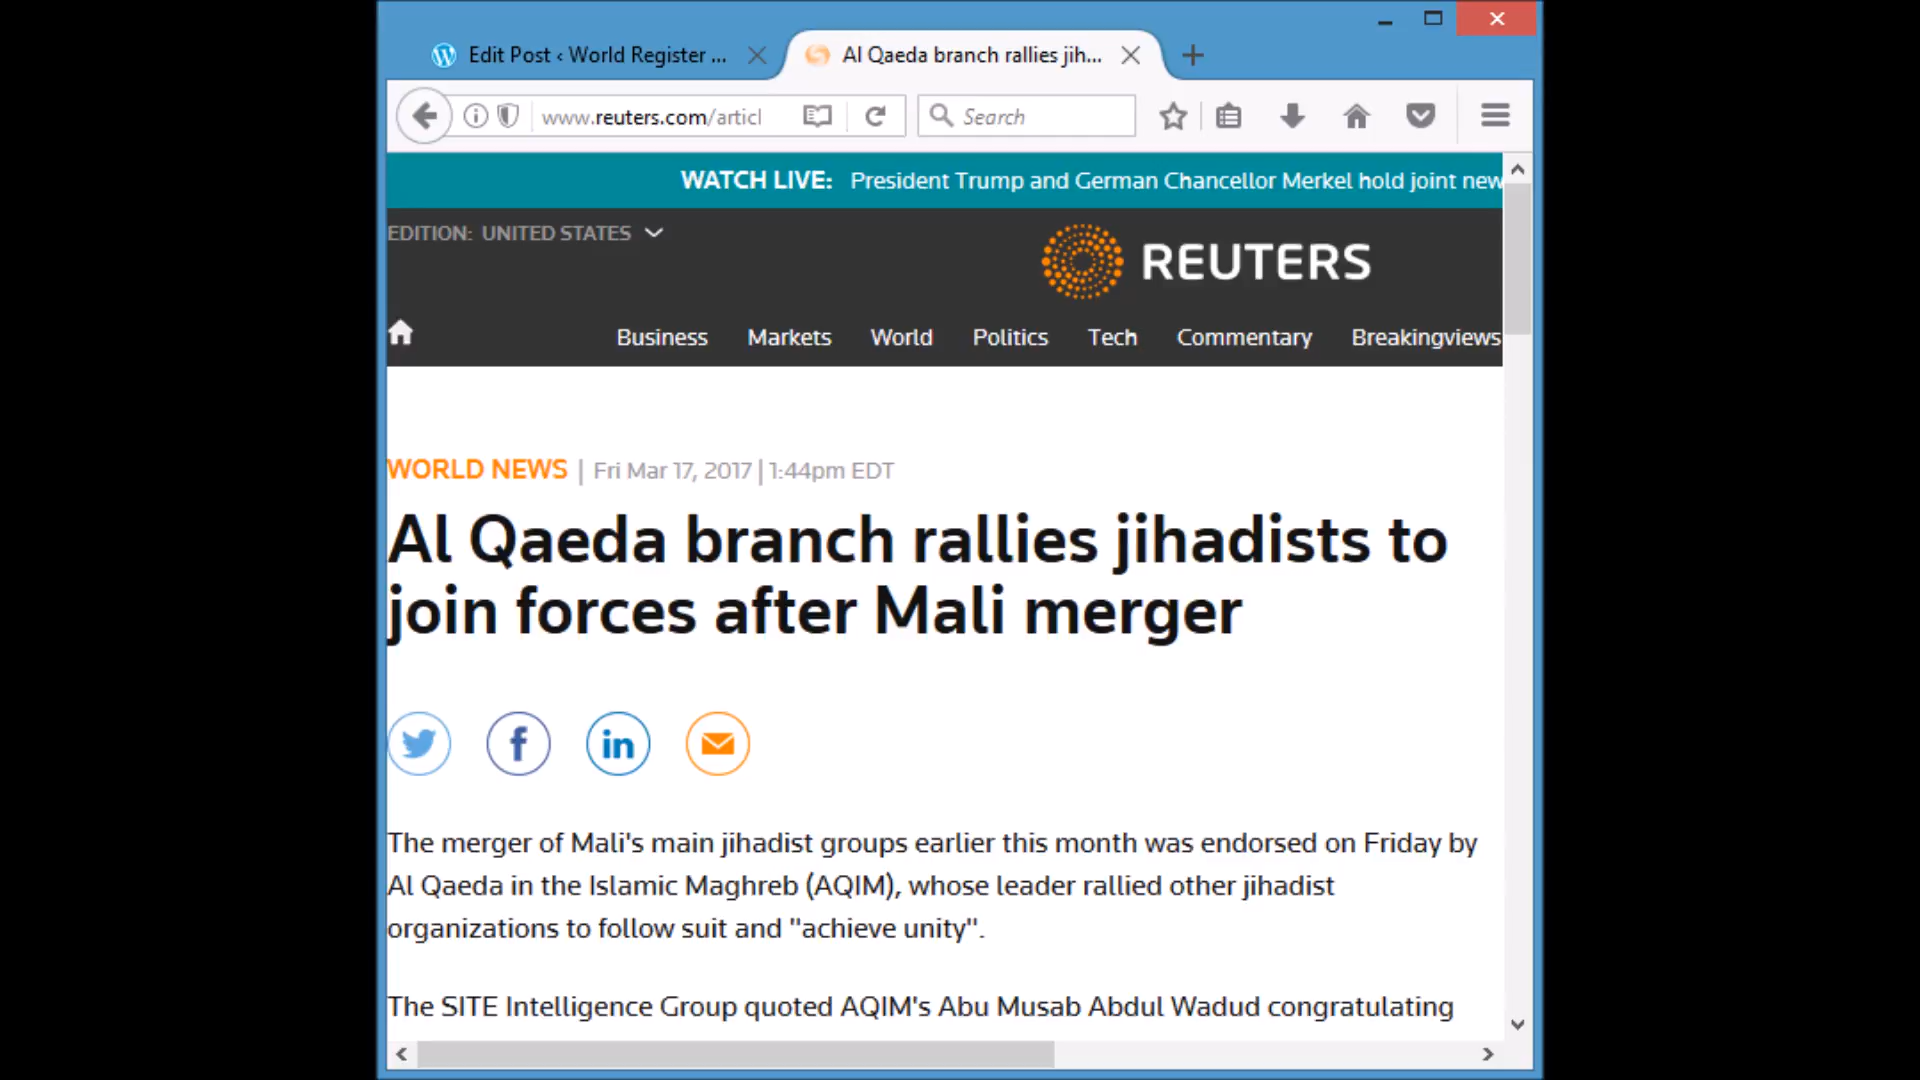 Edit Post ‹ World Register ...
Al Qaeda branch rallies jih...
www.reuters.com/articl
Search
WATCH LIVE: President Trump and German Chancellor Merkel hold joint new
EDITION: UNITED STATES
REUTERS
Business Markets World Politics Tech Commentary Breakingviews
WORLD NEWS | Fri Mar 17, 2017 | 1:44pm EDT
Al Qaeda branch rallies jihadists to
join forces after Mali merger
The merger of Mali's main jihadist groups earlier this month was endorsed on Friday by
Al Qaeda in the Islamic Maghreb (AQIM), whose leader rallied other jihadist
organizations to follow suit and "achieve unity".
The SITE Intelligence Group quoted AQIM's Abu Musab Abdul Wadud congratulating